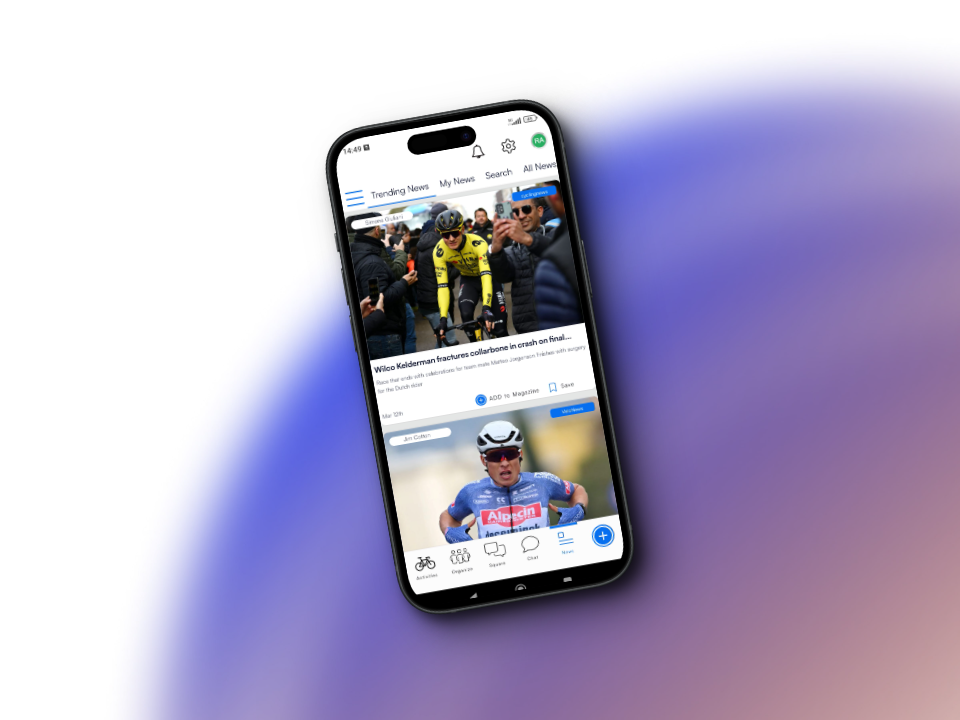 14:49
RA
Trending News My News Search All News
Simone Giuliani
Wilco Kelderman fractures collarbone in crash on final...
Race that ends with celebrations for team mate Matteo Jorgenson finishes with surgery
for the Dutch rider
Mar 12th
ADD to Magazine Save
Jim Cotton
Velo News
Alpecin
Activities Organize Square Chat News